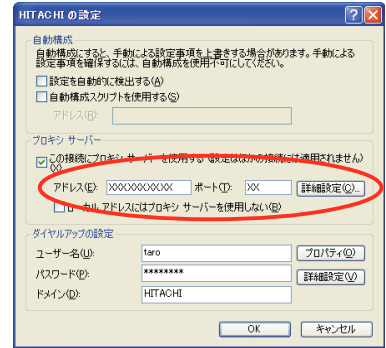 HITACHI の設定
自動構成
自動構成にすると、手動による設定事項を上書きする場合があります。手動による
設定事項を確保するには、自動構成を使用不可にしてください。
設定を自動的に検出する(A)
自動構成スクリプトを使用する(S)
アドレス(R):
プロキシ サーバー
この接続にプロキシ サーバーを使用する (設定はほかの接続には適用されません)
(X)
アドレス(E): XXXXXXXXXX ポート(T): XX 詳細設定(C)...
ローカル アドレスにはプロキシ サーバーを使用しない(B)
ダイヤルアップの設定
ユーザー名(U): taro プロパティ(O)
パスワード(P): ******** 詳細設定(V)
ドメイン(D): HITACHI
OK キャンセル